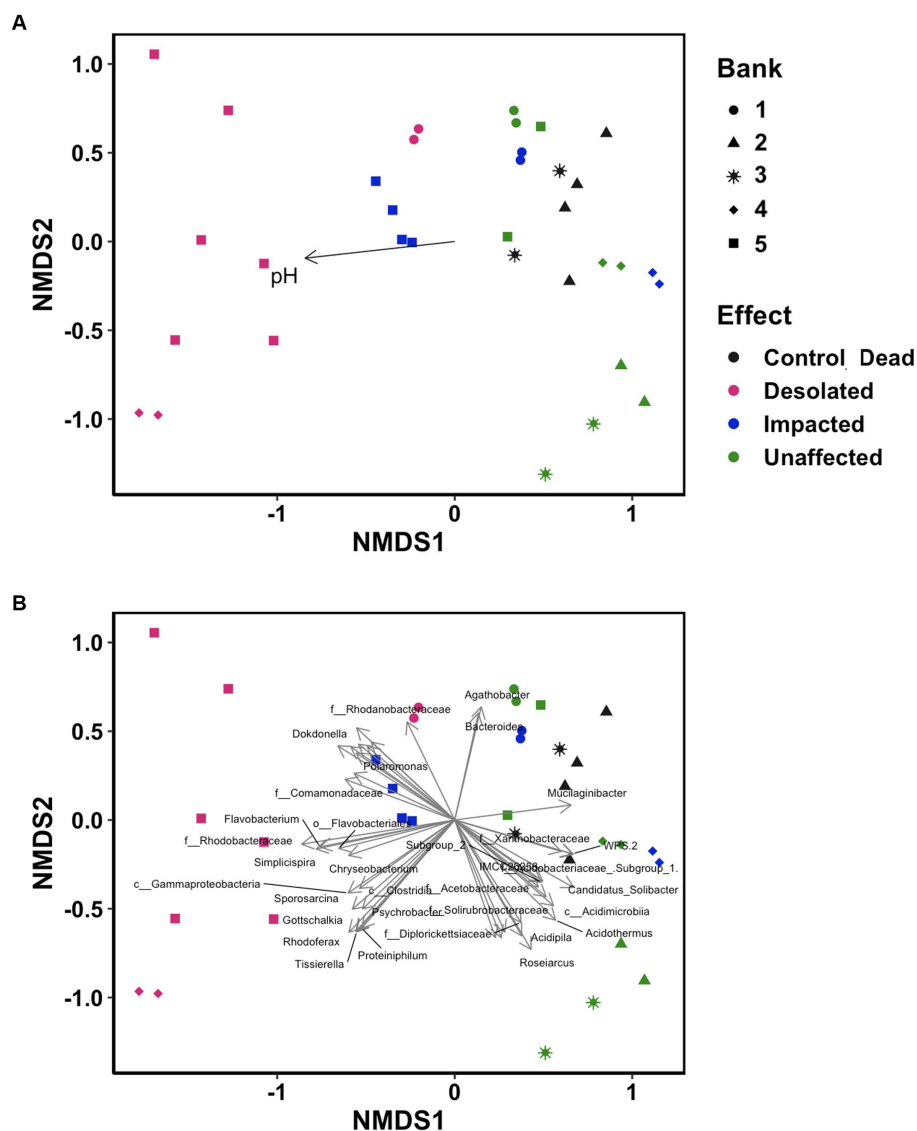 A
NMDS2
1.0
0.5
0.0
-0.5
-1.0
-1
0
1
NMDS1
pH
Bank
1
2
3
4
5
Effect
Control_Dead
Desolated
Impacted
Unaffected
B
NMDS2
1.0
0.5
0.0
-0.5
-1.0
-1
0
1
NMDS1
Agathobacter
f__Rhodanobacteraceae
Bacteroides
Dokdonella
Polaromonas
f__Comamonadaceae
Mucilaginibacter
Flavobacterium
o__Flavobacteriales
f__Rhodobacteraceae
f__Xanthobacteraceae
Subgroup_2
WPS.2
Simplicispira
Chryseobacterium
c__Gammaproteobacteria
c__Clostridia
f__Acetobacteraceae
Candidatus_Solibacter
Sporosarcina
Psychrobacter
f__Solirubrobacteraceae
c__Acidimicrobiia
Gottschalkia
f__Diplorickettsiaceae
Acidipila
Acidothermus
Rhodoferax
Proteiniphilum
Tissierella
Roseiarcus